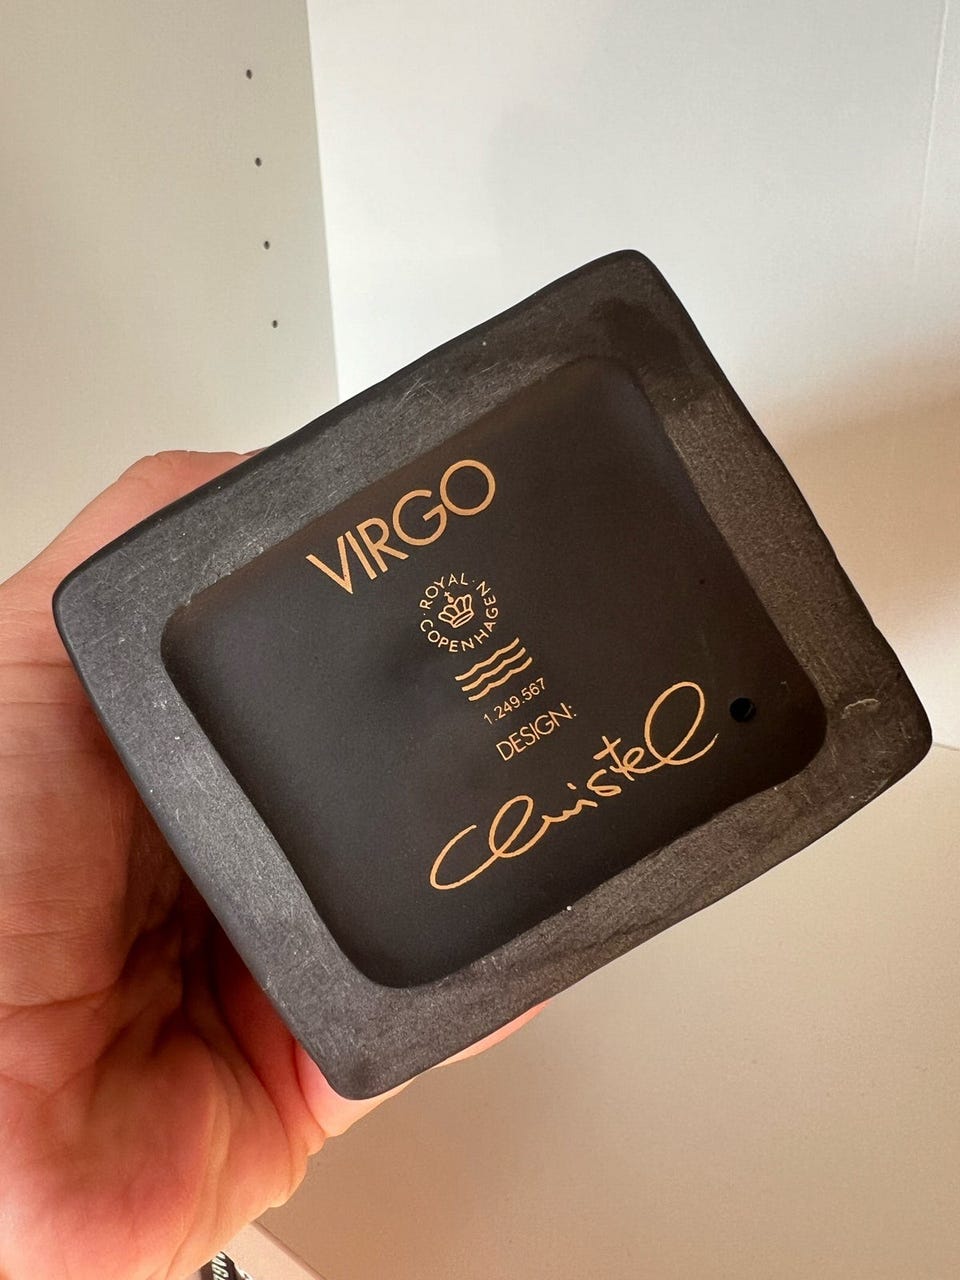 VIRGO
ROYAL
COPENHAGEN
1.249.567
DESIGN:
Christel